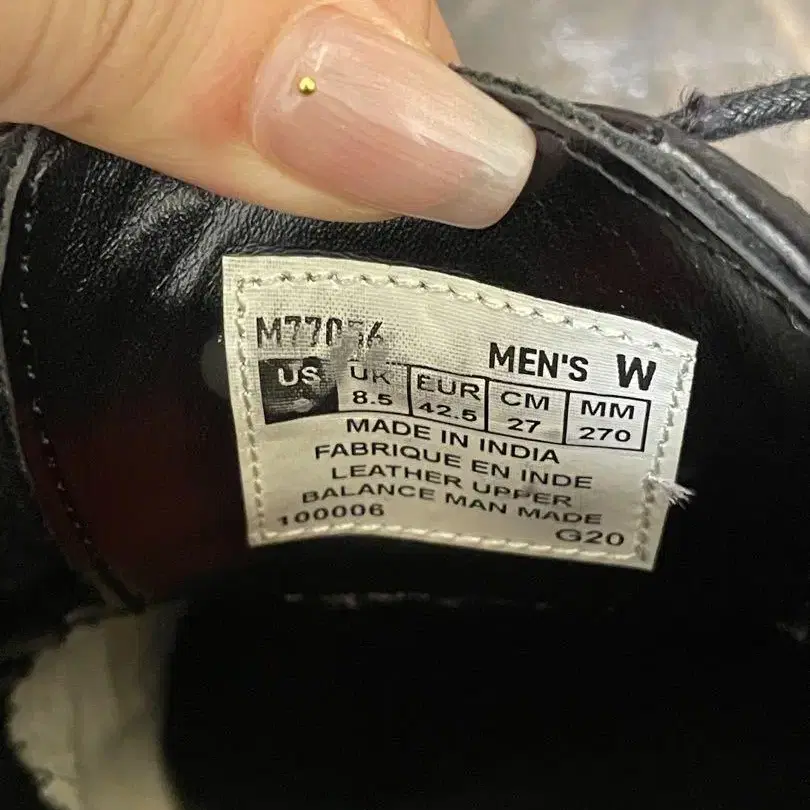 MEN'S W
US UK EUR CM MM
8.5 42.5 27 270
MADE IN INDIA
FABRIQUE EN INDE
LEATHER UPPER
BALANCE MAN MADE
100006
G20